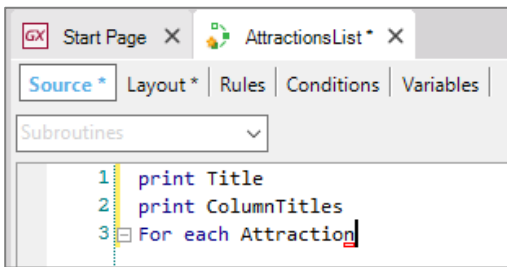 GX Start Page X AttractionsList * X
Source * Layout * Rules Conditions Variables
Subroutines
1 print Title
2 print ColumnTitles
3 For each Attraction